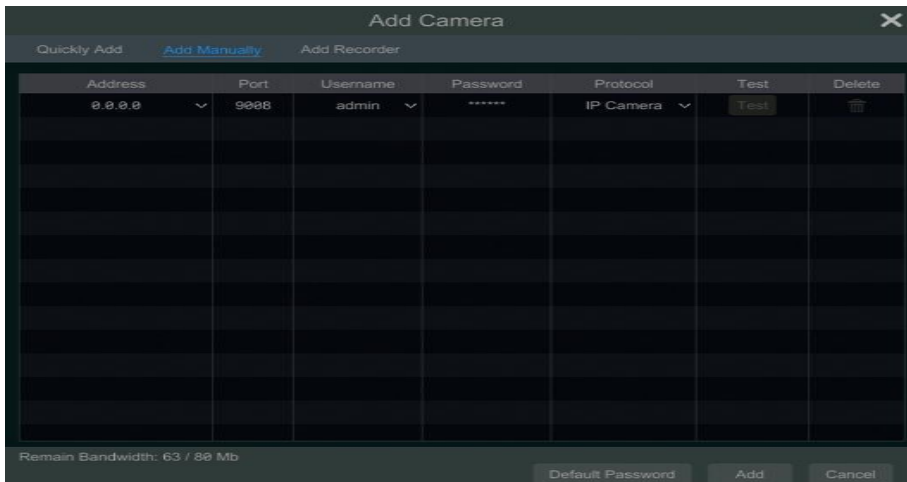 Add Camera
Quickly Add Add Manually Add Recorder
Address Port Username Password Protocol Test Delete
0.0.0.0 9008 admin ****** IP Camera Test
Remain Bandwidth: 63 / 80 Mb
Default Password Add Cancel